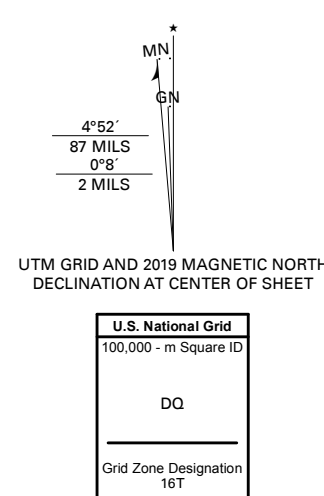 ★
MN
GN
4°52´
87 MILS
0°8´
2 MILS
UTM GRID AND 2019 MAGNETIC NORTH
DECLINATION AT CENTER OF SHEET
U.S. National Grid
100,000 - m Square ID
DQ
Grid Zone Designation
16T